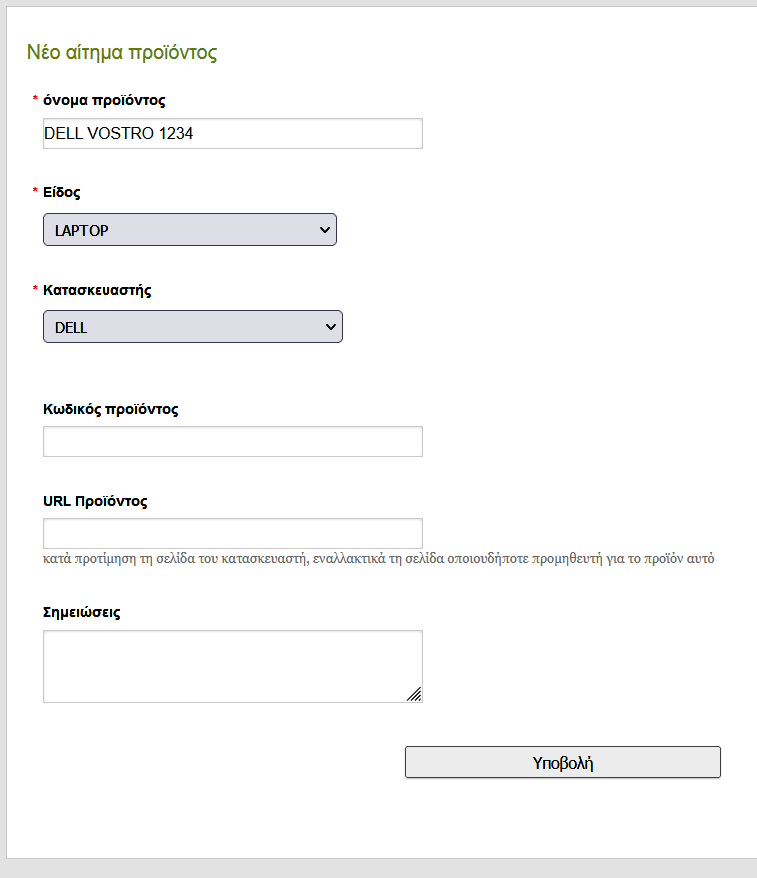 Νέο αίτημα προϊόντος
* όνομα προϊόντος
DELL VOSTRO 1234
* Είδος
LAPTOP
* Κατασκευαστής
DELL
Κωδικός προϊόντος
URL Προϊόντος
κατά προτίμηση τη σελίδα του κατασκευαστή, εναλλακτικά τη σελίδα οποιουδήποτε προμηθευτή για το προϊόν αυτό
Σημειώσεις
Υποβολή